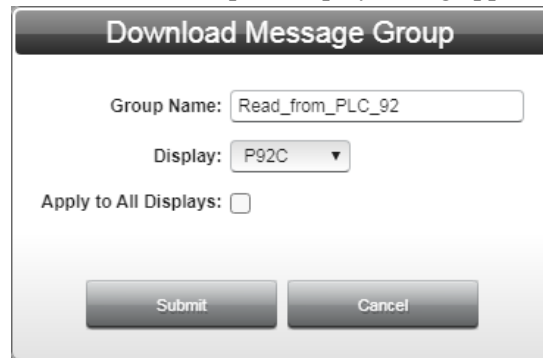 Download Message Group
Group Name: Read_from_PLC_92
Display: P92C
Apply to All Displays:
Submit Cancel